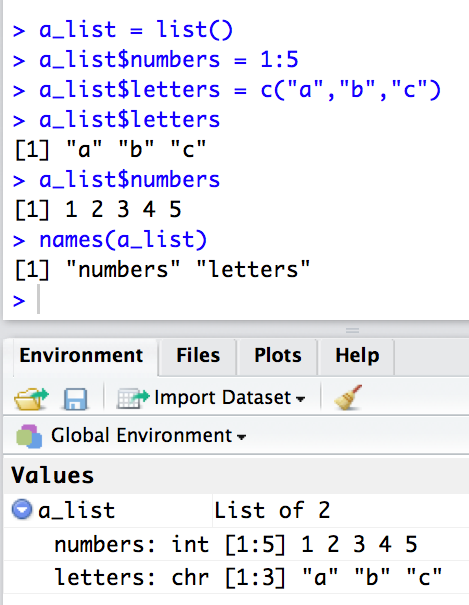 > a_list = list()
> a_list$numbers = 1:5
> a_list$letters = c("a","b","c")
> a_list$letters
[1] "a" "b" "c"
> a_list$numbers
[1] 1 2 3 4 5
> names(a_list)
[1] "numbers" "letters"
>
Environment Files Plots Help
Import Dataset
Global Environment
Values
a_list List of 2
numbers: int [1:5] 1 2 3 4 5
letters: chr [1:3] "a" "b" "c"